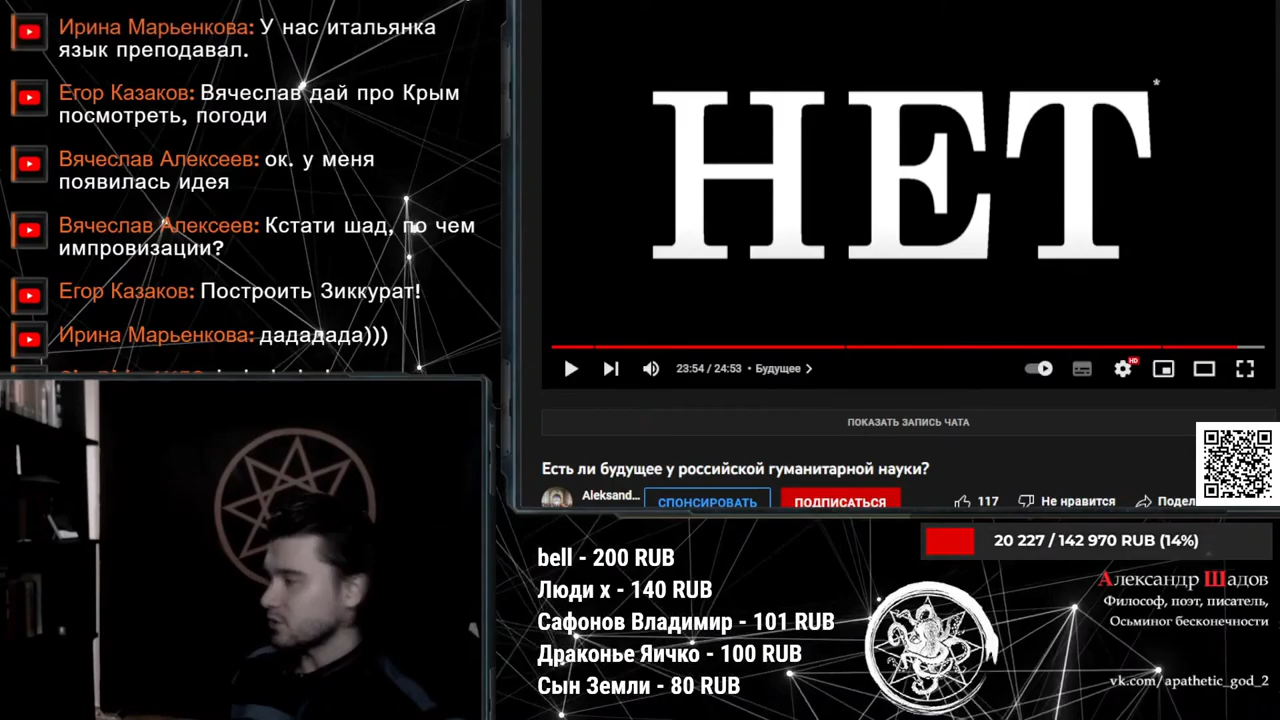 Ирина Марьенкова: У нас итальянка
язык преподавал.
Егор Казаков: Вячеслав дай про Крым
посмотреть, погоди
Вячеслав Алексеев: ок. у меня
появилась идея
Вячеслав Алексеев: Кстати шад, по чем
импровизации?
Егор Казаков: Построить Зиккурат!
Ирина Марьенкова: дадададa)))
НЕТ*
23:54 / 24:53 • Будущее
HD
ПОКАЗАТЬ ЗАПИСЬ ЧАТА
Есть ли будущее у российской гуманитарной науки?
Aleksand...
СПОНСИРОВАТЬ
ПОДПИСАТЬСЯ
117
Не нравится
20 227 / 142 970 RUB (14%)
bell - 200 RUB
Люди х - 140 RUB
Сафонов Владимир - 101 RUB
Драконье Яичко - 100 RUB
Сын Земли - 80 RUB
Александр Шадов
Философ, поэт, писатель,
Осьминог бесконечности
vk.com/apathetic_god_2